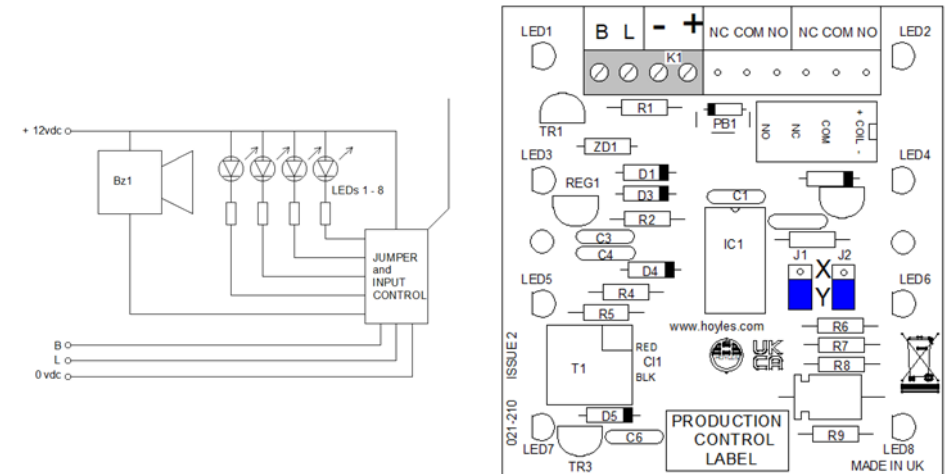 + 12vdc
Bz1
LEDs 1 - 8
JUMPER
and
INPUT
CONTROL
B
L
0 vdc
LED1
B L - +
NC COM NO
NC COM NO
LED2
K1
R1
PB1
TR1
NO
NC
COM
+ COIL -
ZD1
LED3
LED4
D1
REG1
D3
C1
R2
IC1
C3
C4
J1
X
J2
D4
Y
LED5
LED6
R4
R5
www.hoyles.com
R6
R7
R8
UK
CA
RED
CI1
BLK
T1
021-210 ISSUE 2
D5
PRODUCTION
CONTROL
LABEL
R9
LED7
C6
LED8
TR3
MADE IN UK